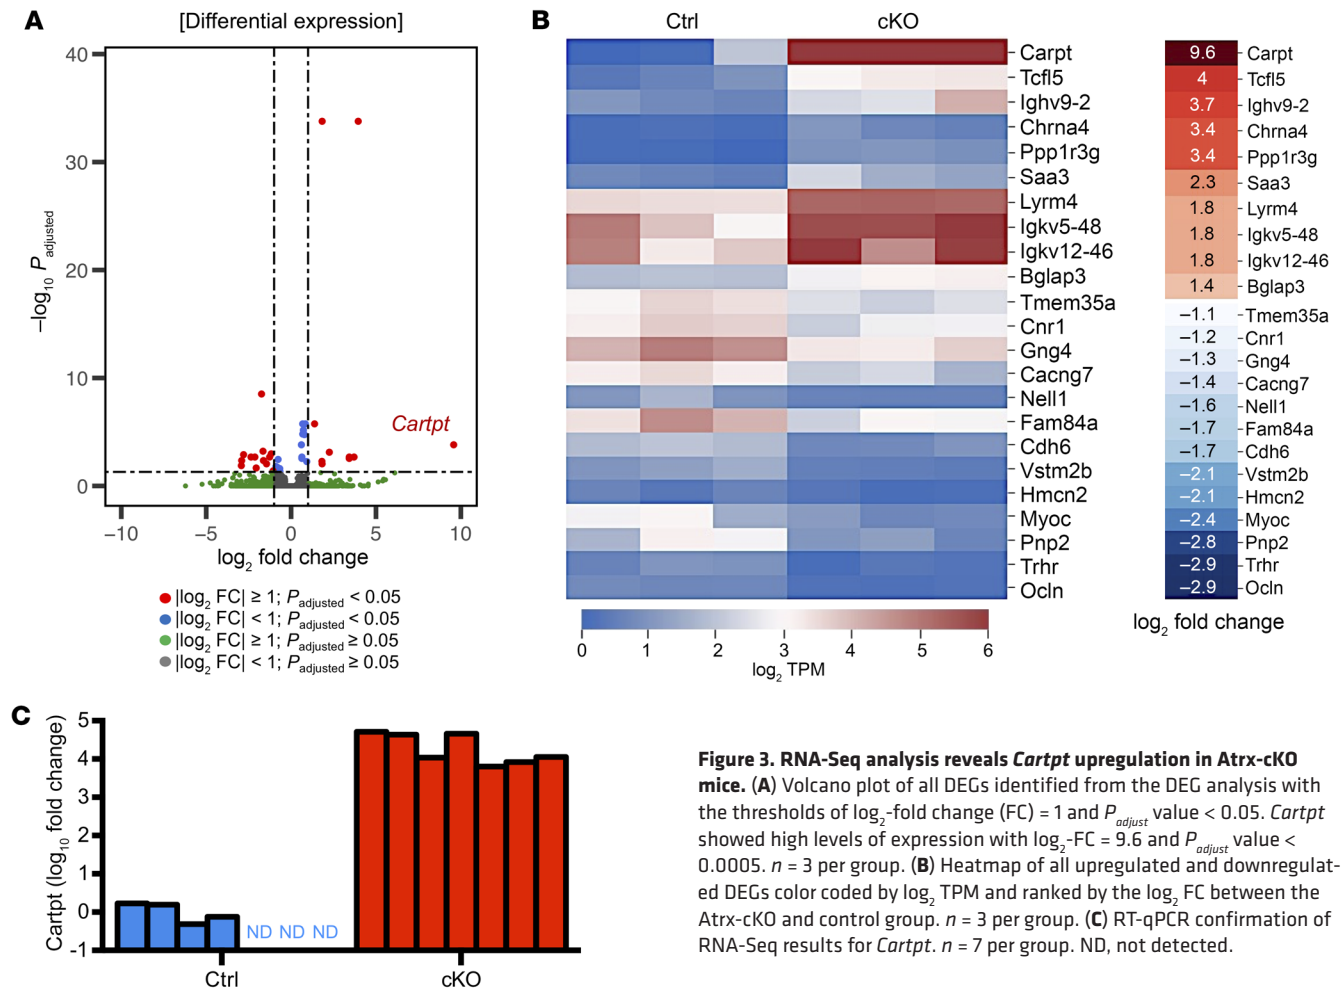 A
[Differential expression]
40
30
20
10
0
–log10 Padjusted
Cartpt
−10
−5
0
5
10
log2 fold change
|log2 FC| ≥ 1; Padjusted < 0.05
|log2 FC| < 1; Padjusted < 0.05
|log2 FC| ≥ 1; Padjusted ≥ 0.05
|log2 FC| < 1; Padjusted ≥ 0.05
B
Ctrl
cKO
Carpt
Tcfl5
Ighv9-2
Chrna4
Ppp1r3g
Saa3
Lyrm4
Igkv5-48
Igkv12-46
Bglap3
Tmem35a
Cnr1
Gng4
Cacng7
Nell1
Fam84a
Cdh6
Vstm2b
Hmcn2
Myoc
Pnp2
Trhr
Ocln
0
1
2
3
4
5
6
log2 TPM
9.6 Carpt
4 Tcfl5
3.7 Ighv9-2
3.4 Chrna4
3.4 Ppp1r3g
2.3 Saa3
1.8 Lyrm4
1.8 Igkv5-48
1.8 Igkv12-46
1.4 Bglap3
–1.1 Tmem35a
–1.2 Cnr1
–1.3 Gng4
–1.4 Cacng7
–1.6 Nell1
–1.7 Fam84a
–1.7 Cdh6
–2.1 Vstm2b
–2.1 Hmcn2
–2.4 Myoc
–2.8 Pnp2
–2.9 Trhr
–2.9 Ocln
log2 fold change
C
Cartpt (log10 fold change)
5
4
3
2
1
0
-1
ND ND ND
Ctrl
cKO
Figure 3. RNA-Seq analysis reveals Cartpt upregulation in Atrx-cKO
mice. (A) Volcano plot of all DEGs identified from the DEG analysis with
the thresholds of log2-fold change (FC) = 1 and Padjust value < 0.05. Cartpt
showed high levels of expression with log2-FC = 9.6 and Padjust value <
0.0005. n = 3 per group. (B) Heatmap of all upregulated and downregulat-
ed DEGs color coded by log2 TPM and ranked by the log2 FC between the
Atrx-cKO and control group. n = 3 per group. (C) RT-qPCR confirmation of
RNA-Seq results for Cartpt. n = 7 per group. ND, not detected.